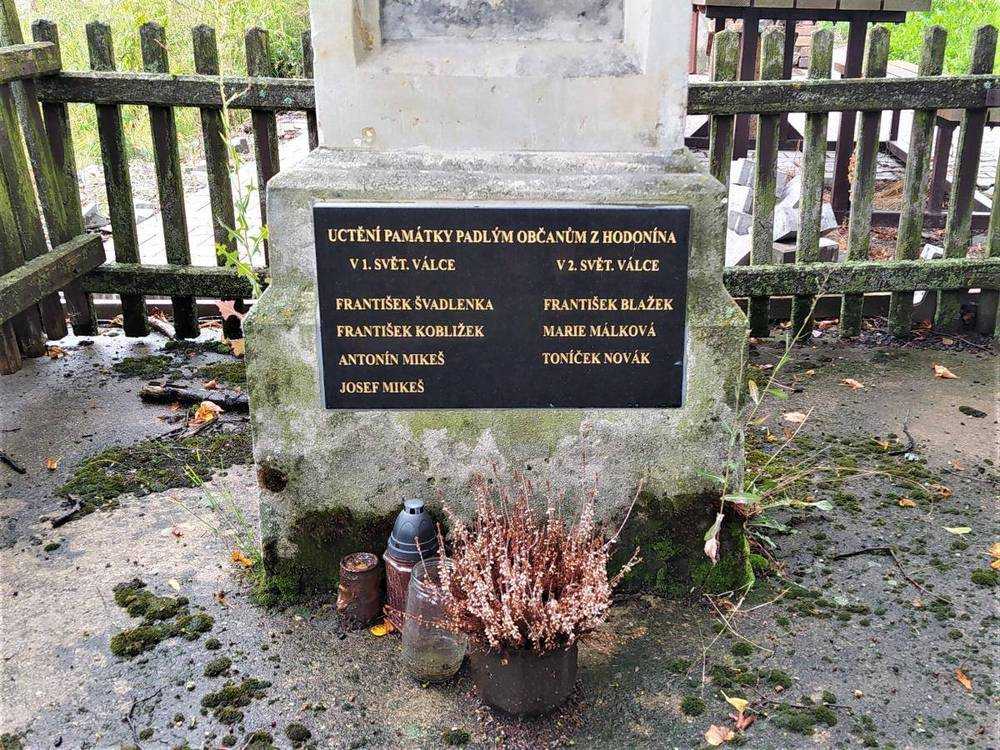 UCTĚNÍ PAMÁTKY PADLÝM OBČANŮM Z HODONÍNA
V 1. SVĚT. VÁLCE
FRANTIŠEK ŠVADLENKA
FRANTIŠEK KOBLIŽEK
ANTONÍN MIKEŠ
JOSEF MIKEŠ
V 2. SVĚT. VÁLCE
FRANTIŠEK BLAŽEK
MARIE MÁLKOVÁ
TONÍČEK NOVÁK